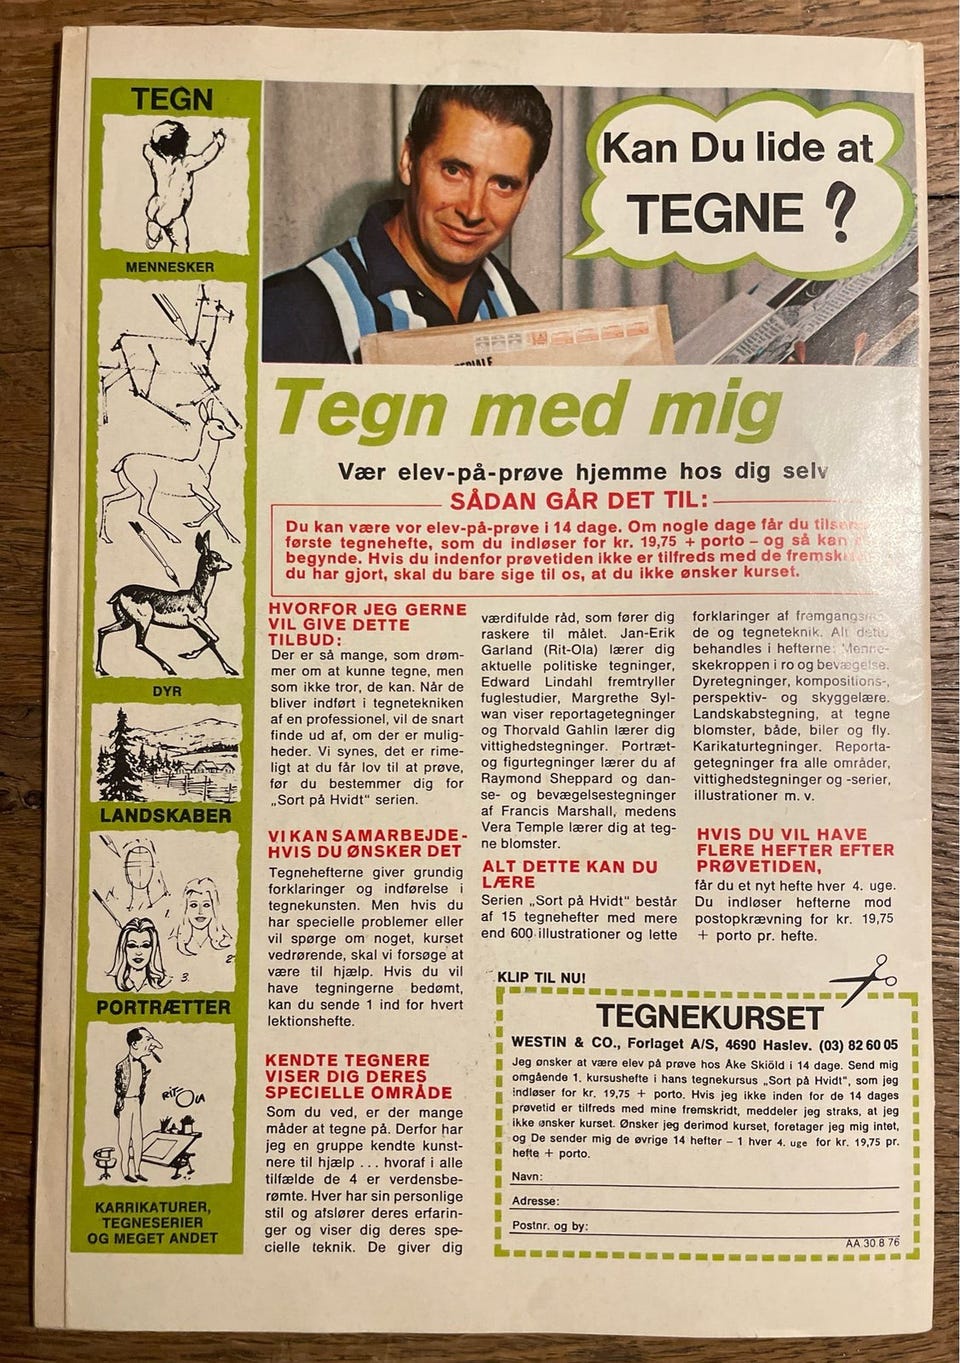 TEGN
MENNESKER
DYR
LANDSKABER
1.
2.
3.
PORTRÆTTER
RIT OLA
KARRIKATURER,
TEGNESERIER
OG MEGET ANDET
Kan Du lide at
TEGNE ?
Tegn med mig
Vær elev-på-prøve hjemme hos dig selv
SÅDAN GÅR DET TIL:
Du kan være vor elev-på-prøve i 14 dage. Om nogle dage får du
første tegnehefte, som du indløser for kr. 19,75 + porto – og så kan
begynde. Hvis du indenfor prøvetiden ikke er tilfreds med de
du har gjort, skal du bare sige til os, at du ikke ønsker kurset.
HVORFOR JEG GERNE
VIL GIVE DETTE
TILBUD:
Der er så mange, som drøm-
mer om at kunne tegne, men
som ikke tror, de kan. Når de
bliver indført i tegneteknikken
af en professionel, vil de snart
finde ud af, om der er mulig-
heder. Vi synes, det er rime-
ligt at du får lov til at prøve,
før du bestemmer dig for
„Sort på Hvidt“ serien.
VI KAN SAMARBEJDE -
HVIS DU ØNSKER DET
Tegnehefterne giver grundig
forklaringer og indførelse i
tegnekunsten. Men hvis du
har specielle problemer eller
vil spørge om noget, kurset
vedrørende, skal vi forsøge at
være til hjælp. Hvis du vil
have tegningerne bedømt,
kan du sende 1 ind for hvert
lektionshefte.
KENDTE TEGNERE
VISER DIG DERES
SPECIELLE OMRÅDE
Som du ved, er der mange
måder at tegne på. Derfor har
jeg en gruppe kendte kunst-
nere til hjælp ... hvoraf i alle
tilfælde de 4 er verdensbe-
rømte. Hver har sin personlige
stil og afslører deres erfarin-
ger og viser dig deres spe-
cielle teknik. De giver dig
værdifulde råd, som fører dig
raskere til målet. Jan-Erik
Garland (Rit-Ola) lærer dig
aktuelle politiske tegninger,
Edward Lindahl fremtryller
fuglestudier, Margrethe Syl-
wan viser reportagetegninger
og Thorvald Gahlin lærer dig
vittighedstegninger. Portræt-
og figurtegninger lærer du af
Raymond Sheppard og dan-
se- og bevægelsestegninger
af Francis Marshall, medens
Vera Temple lærer dig at teg-
ne blomster.
ALT DETTE KAN DU
LÆRE
Serien „Sort på Hvidt“ består
af 15 tegnehefter med mere
end 600 illustrationer og lette
forklaringer af
de og tegneteknik. Alt dette
behandles i hefterne: Menne-
skekroppen i ro og bevægelse.
Dyretegninger, kompositions-,
perspektiv- og skyggelære.
Landskabstegning, at tegne
blomster, både, biler og fly.
Karikaturtegninger. Reporta-
getegninger fra alle områder,
vittighedstegninger og -serier,
illustrationer m. v.
HVIS DU VIL HAVE
FLERE HEFTER EFTER
PRØVETIDEN,
får du et nyt hefte hver 4. uge.
Du indløser hefterne mod
postopkrævning for kr. 19,75
+ porto pr. hefte.
KLIP TIL NU!
TEGNEKURSET
WESTIN & CO., Forlaget A/S, 4690 Haslev. (03) 82 60 05
Jeg ønsker at være elev på prøve hos Åke Skiöld i 14 dage. Send mig
omgående 1. kursushefte i hans tegnekursus „Sort på Hvidt“, som jeg
indløser for kr. 19,75 + porto. Hvis jeg ikke inden for de 14 dages
prøvetid er tilfreds med mine fremskridt, meddeler jeg straks, at jeg
ikke ønsker kurset. Ønsker jeg derimod kurset, foretager jeg mig intet,
og De sender mig de øvrige 14 hefter – 1 hver 4. uge for kr. 19,75 pr.
hefte + porto.
Navn:
Adresse:
Postnr. og by:
AA 30 8 76